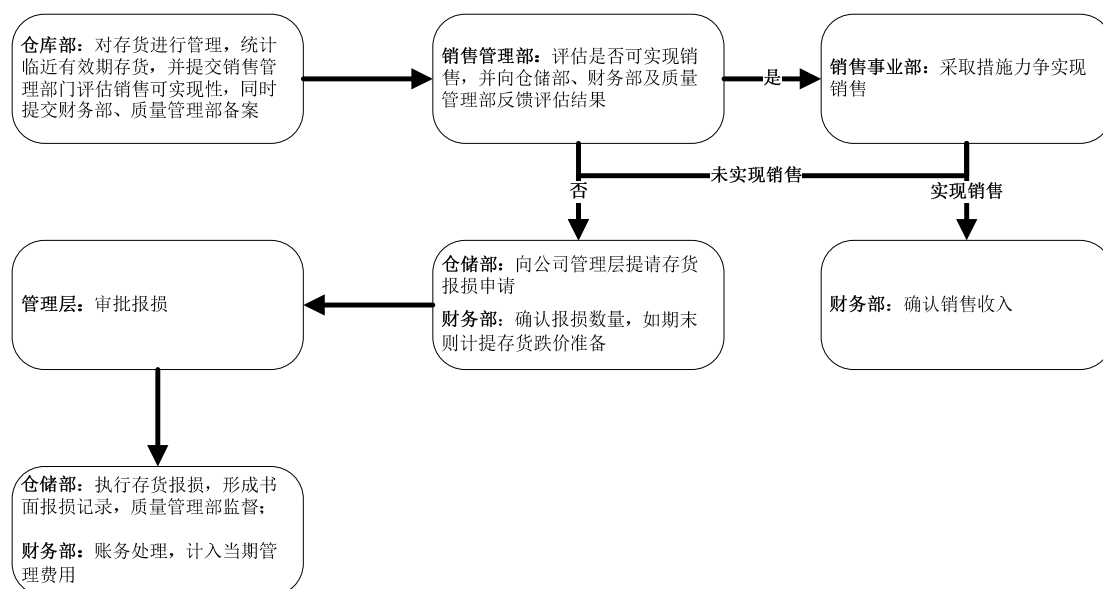 仓库部：对存货进行管理，统计
临近有效期存货，并提交销售管
理部门评估销售可实现性，同时
提交财务部、质量管理部备案
销售管理部：评估是否可实现销
售，并向仓储部、财务部及质量
管理部反馈评估结果
是
销售事业部：采取措施力争实现
销售
未实现销售
否
实现销售
管理层：审批报损
仓储部：向公司管理层提请存货
报损申请
财务部：确认报损数量，如期末
则计提存货跌价准备
财务部：确认销售收入
仓储部：执行存货报损，形成书
面报损记录，质量管理部监督；
财务部：账务处理，计入当期管
理费用